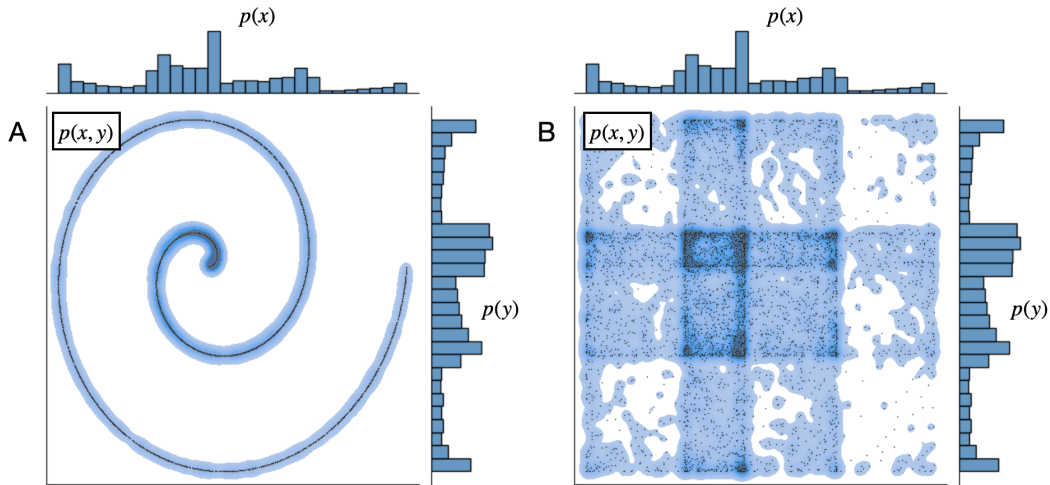 p(x)
p(x)
A
p(x, y)
B
p(x, y)
p(y)
p(y)